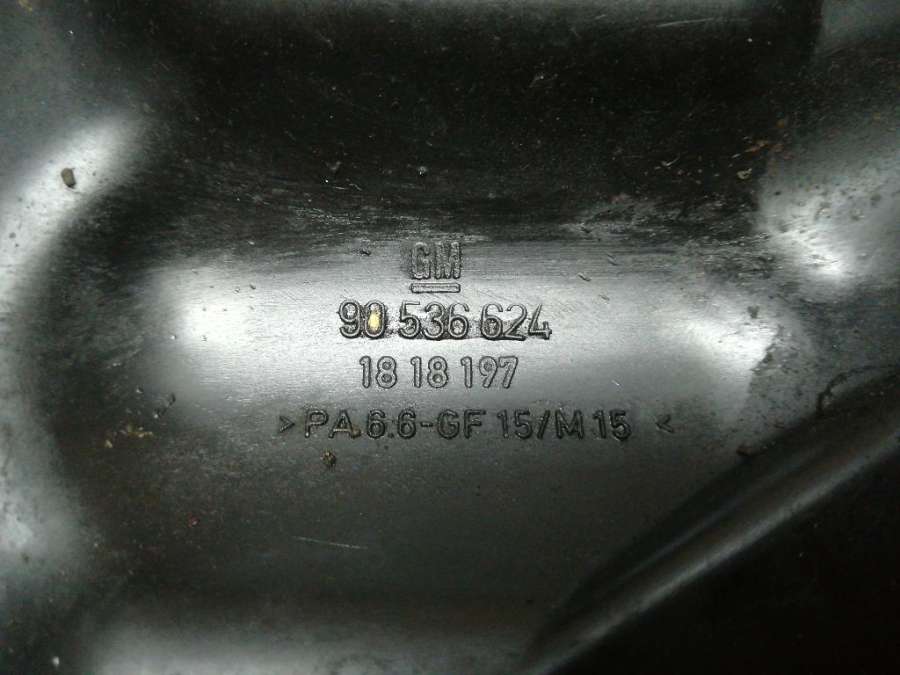 GM
90 536 624
18 18 197
>PA 6.6-GF 15/M 15 <